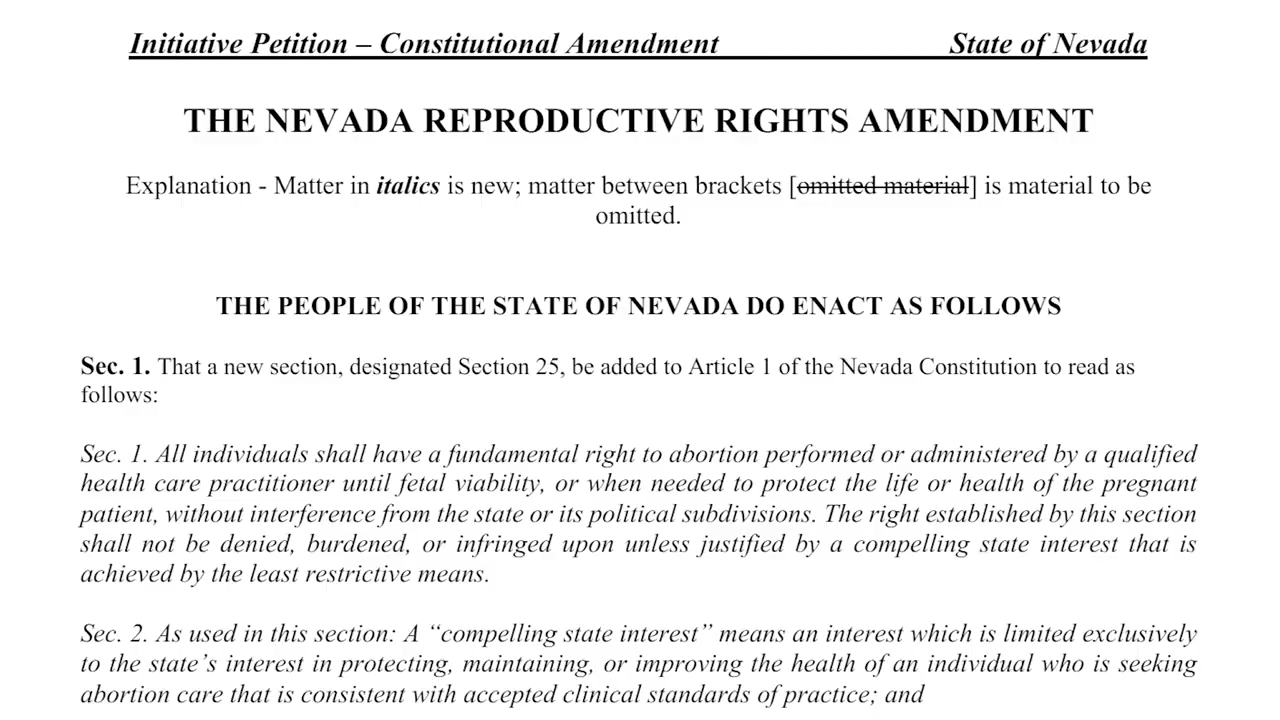 Initiative Petition – Constitutional Amendment State of Nevada
THE NEVADA REPRODUCTIVE RIGHTS AMENDMENT
Explanation - Matter in italics is new; matter between brackets [omitted material] is material to be
omitted.
THE PEOPLE OF THE STATE OF NEVADA DO ENACT AS FOLLOWS
Sec. 1. That a new section, designated Section 25, be added to Article 1 of the Nevada Constitution to read as
follows:
Sec. 1. All individuals shall have a fundamental right to abortion performed or administered by a qualified
health care practitioner until fetal viability, or when needed to protect the life or health of the pregnant
patient, without interference from the state or its political subdivisions. The right established by this section
shall not be denied, burdened, or infringed upon unless justified by a compelling state interest that is
achieved by the least restrictive means.
Sec. 2. As used in this section: A “compelling state interest” means an interest which is limited exclusively
to the state’s interest in protecting, maintaining, or improving the health of an individual who is seeking
abortion care that is consistent with accepted clinical standards of practice; and